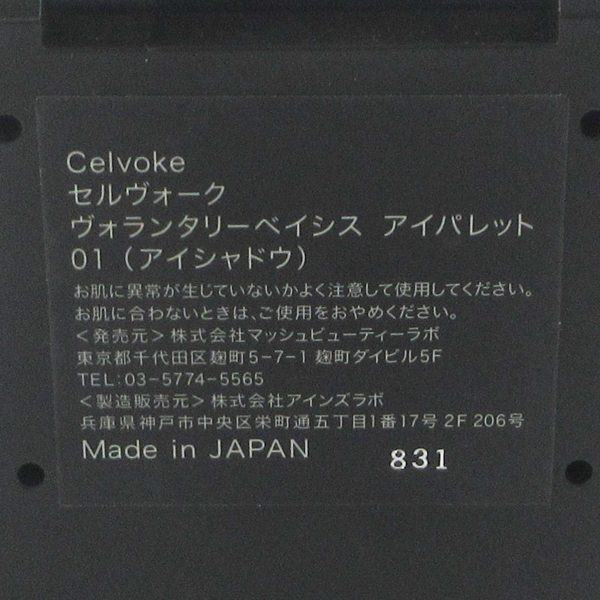 Celvoke
セルヴォーク
ヴォランタリーベイシス アイパレット
01（アイシャドウ）
お肌に異常が生じていないかよく注意して使用してください。
お肌に合わないときは、ご使用をおやめください。
＜発売元＞株式会社マッシュビューティーラボ
東京都千代田区麹町5-7-1 麹町ダイビル5F
TEL:03-5774-5565
＜製造販売元＞株式会社アインズラボ
兵庫県神戸市中央区栄町通五丁目1番17号 2F 206号
Made in JAPAN 831